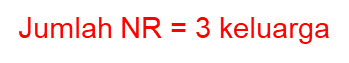 Jumlah NR = 3 keluarga